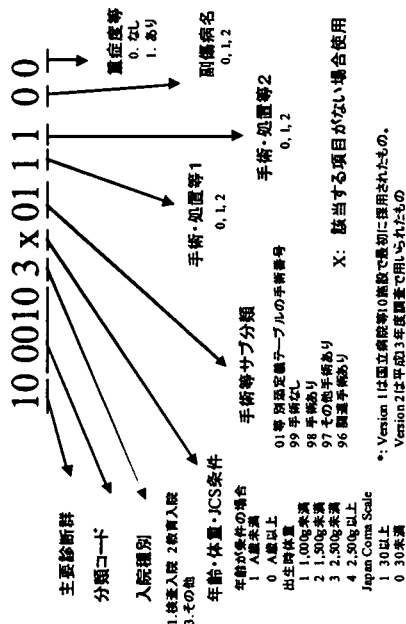 10 0010 3 x 01 1 1 0 0
主要診断群
分類コード
入院種別
1.検査入院 2教育入院
3.その他
年齢・体重・JCS条件
年齢が条件の場合
1 A歳未満
0 A歳以上
出生時体重
1 1,000g未満
2 1,500g未満
3 2,500g未満
4 2,500g以上
Japan Coma Scale
1 30以上
0 30未満
手術等サブ分類
01等 別添定義テーブルの手術番号
99 手術なし
98 手術あり
97 その他手術あり
96 関連手術あり
手術・処置等1
0, 1, 2
手術・処置等2
0, 1, 2
副傷病名
0, 1, 2
重症度等
0. なし
1. あり
X: 該当する項目がない場合使用
*: Version 1は国立病院等10施設で最初に採用されたもの。
Version 2は平成13年度調査で用いられたもの